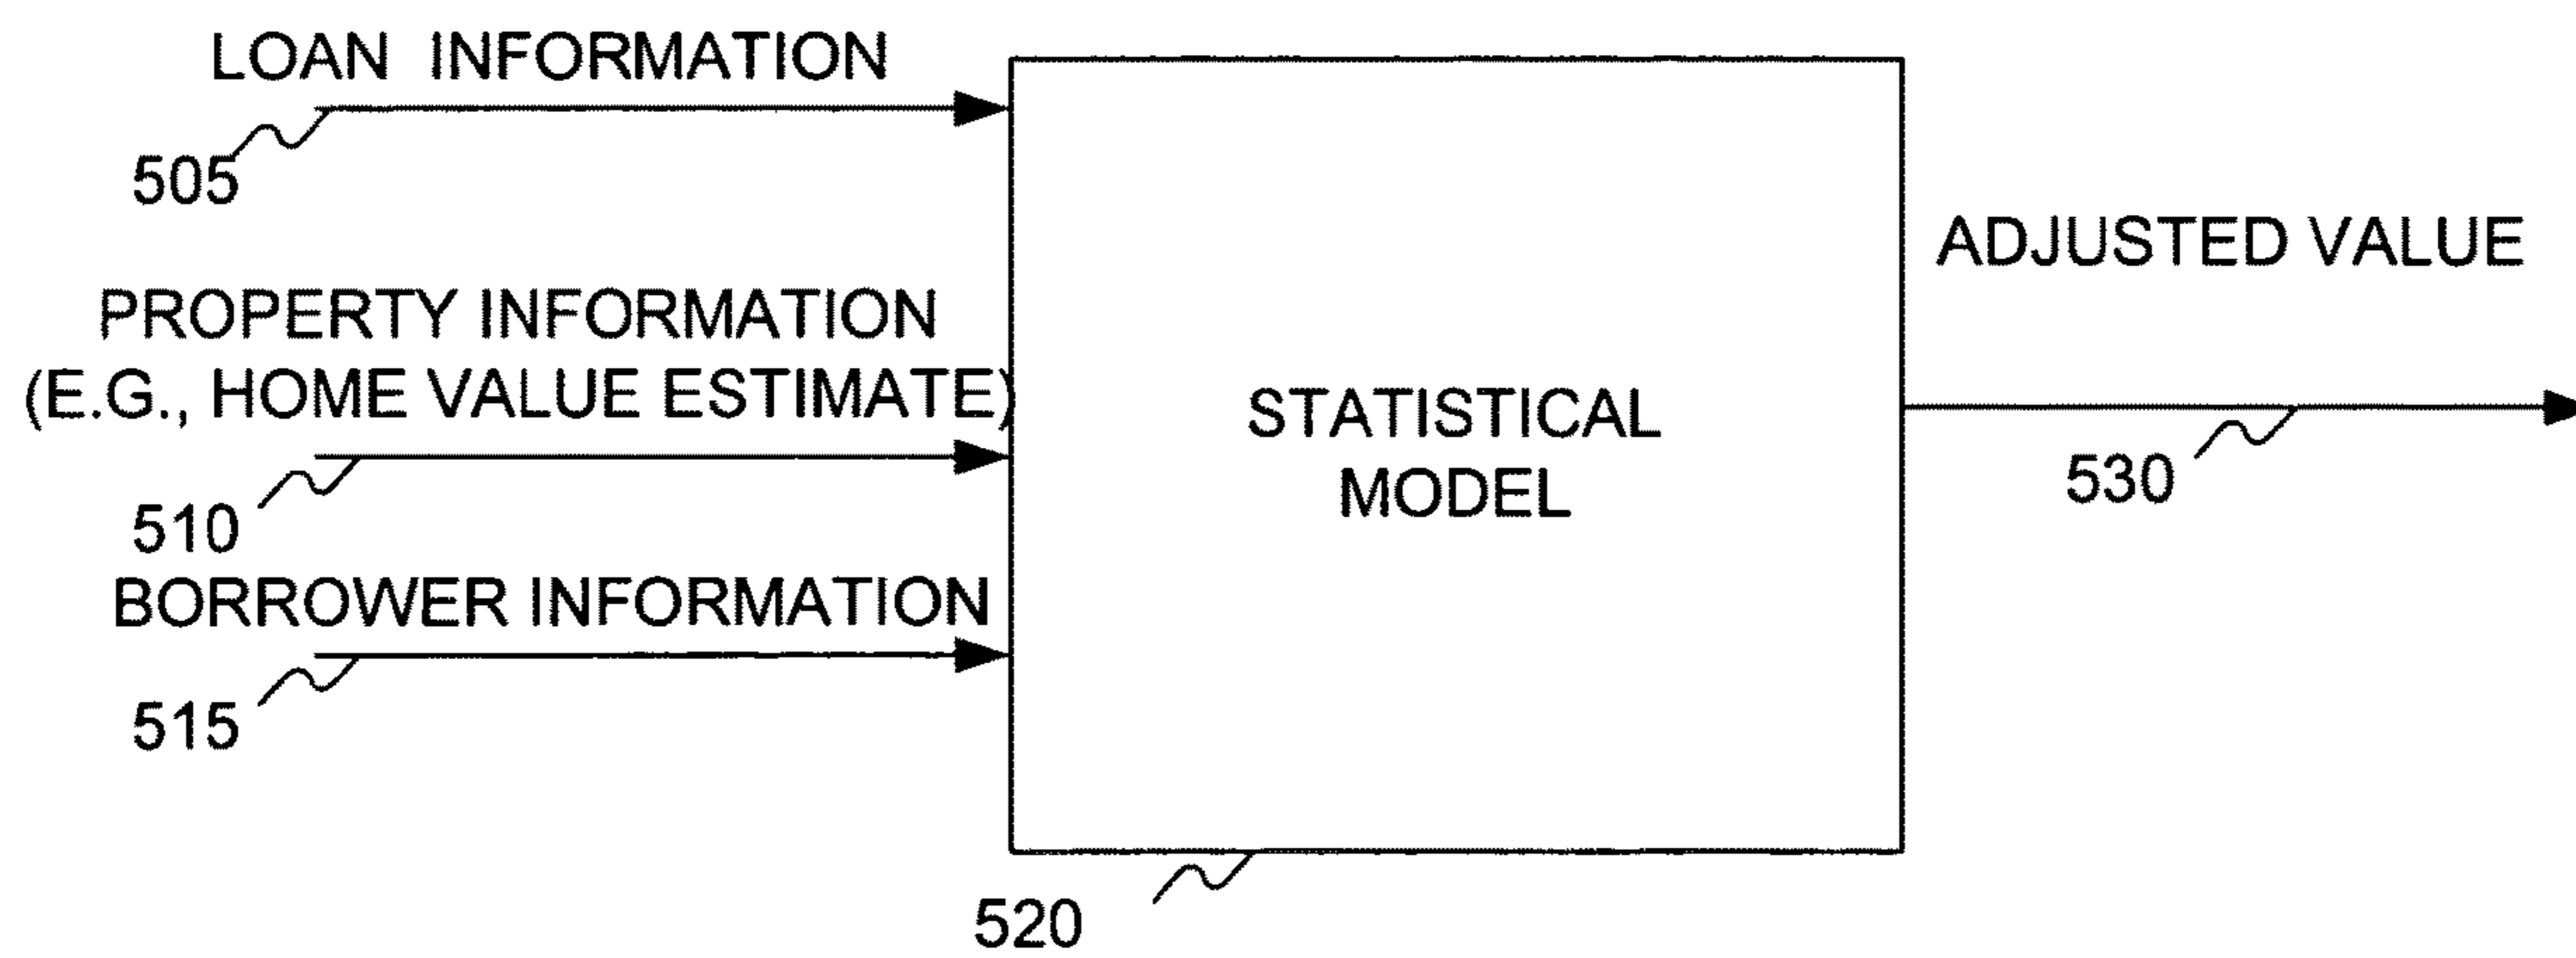 LOAN INFORMATION
505
PROPERTY INFORMATION
(E.G., HOME VALUE ESTIMATE)
510
BORROWER INFORMATION
515
STATISTICAL
MODEL
520
ADJUSTED VALUE
530